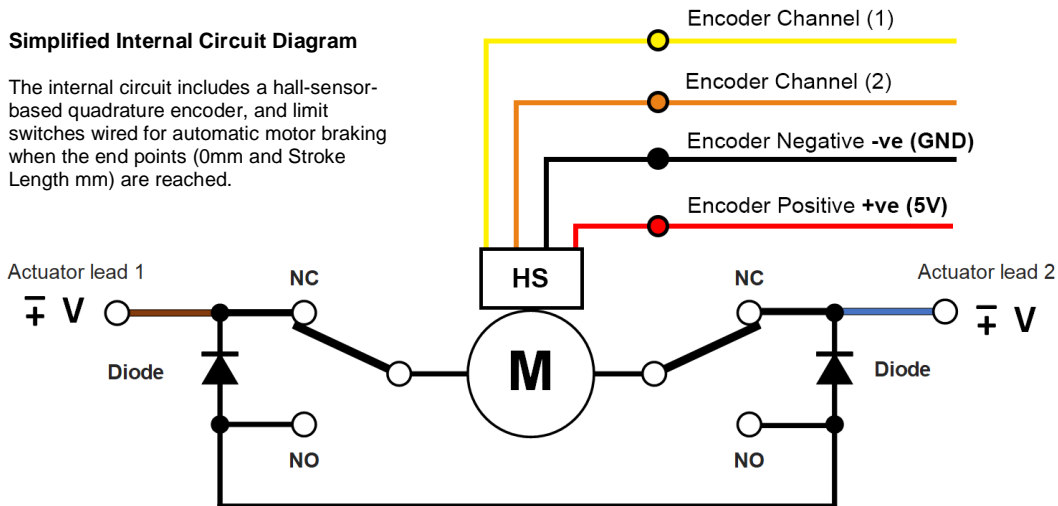 Simplified Internal Circuit Diagram
The internal circuit includes a hall-sensor-
based quadrature encoder, and limit
switches wired for automatic motor braking
when the end points (0mm and Stroke
Length mm) are reached.
Encoder Channel (1)
Encoder Channel (2)
Encoder Negative -ve (GND)
Encoder Positive +ve (5V)
Actuator lead 1
NC
HS
NC
Actuator lead 2
∓ V
∓ V
Diode
M
Diode
NO
NO